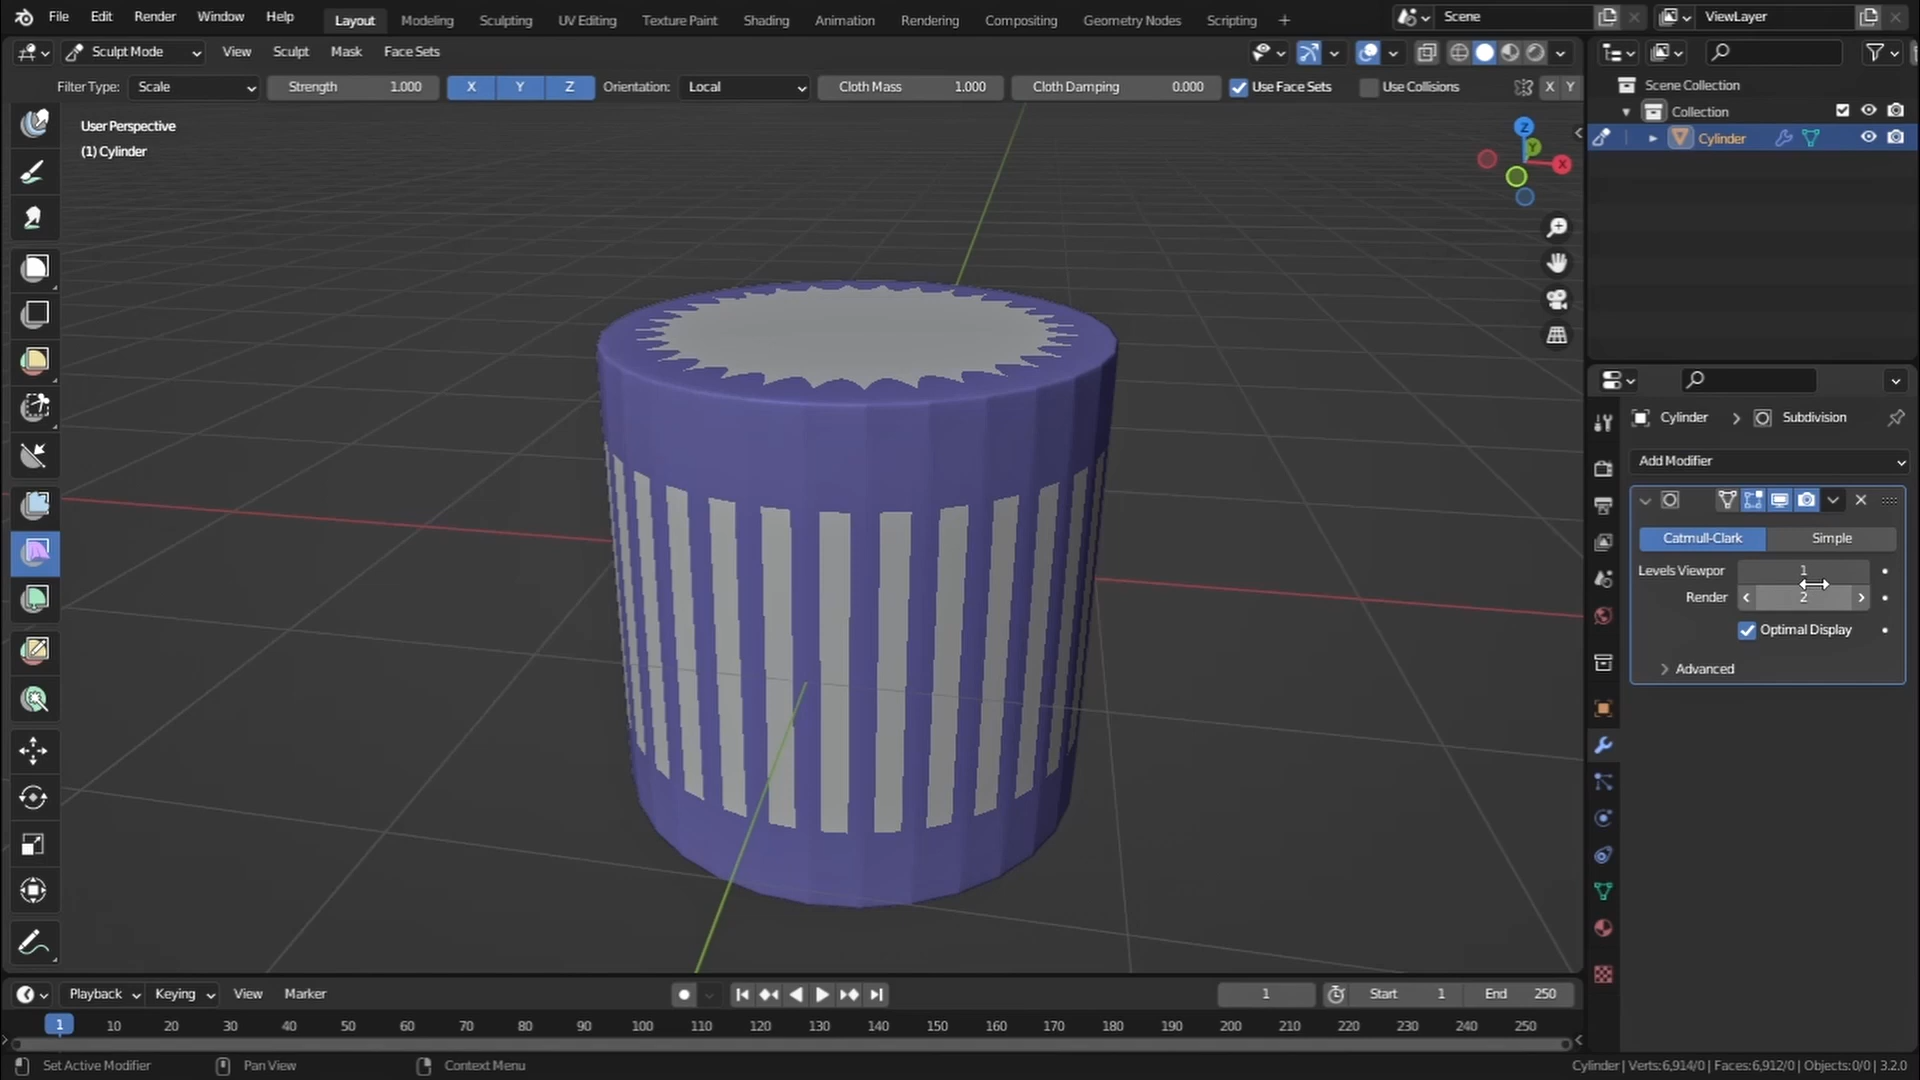 File Edit Render Window Help Layout Modeling Sculpting UV Editing Texture Paint Shading Animation Rendering Compositing Geometry Nodes Scripting + Scene ViewLayer
Sculpt Mode View Sculpt Mask Face Sets
Filter Type: Scale Strength 1.000 X Y Z Orientation: Local Cloth Mass 1.000 Cloth Damping 0.000 Use Face Sets Use Collisions X Y
User Perspective
(1) Cylinder
Z
Y
X
Scene Collection
Collection
Cylinder
Cylinder > Subdivision
Add Modifier
Catmull-Clark Simple
Levels Viewpor 1
Render 2
Optimal Display
Advanced
Playback Keying View Marker 1 Start 1 End 250
1 10 20 30 40 50 60 70 80 90 100 110 120 130 140 150 160 170 180 190 200 210 220 230 240 250
Set Active Modifier Pan View Context Menu Cylinder | Verts:6,914/0 | Faces:6,912/0 | Objects:0/0 | 3.2.0